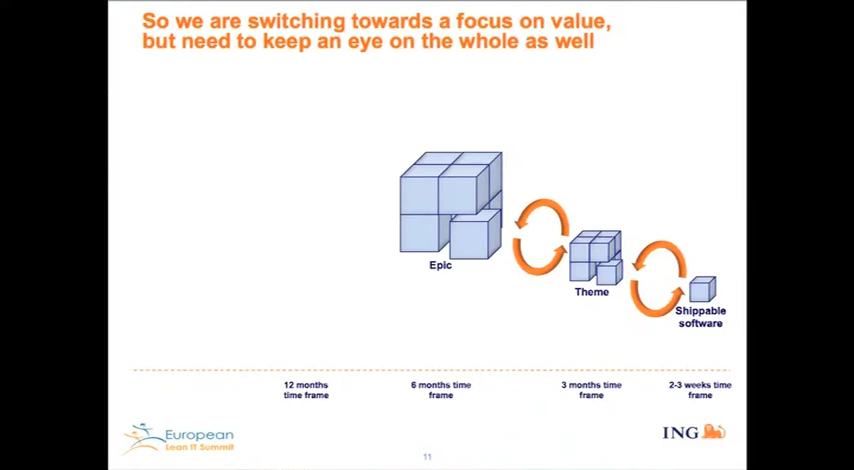 So we are switching towards a focus on value,
but need to keep an eye on the whole as well
Epic
Theme
Shippable
software
12 months
time frame
6 months time
frame
3 months time
frame
2-3 weeks time
frame
European
Lean IT Summit
11
ING